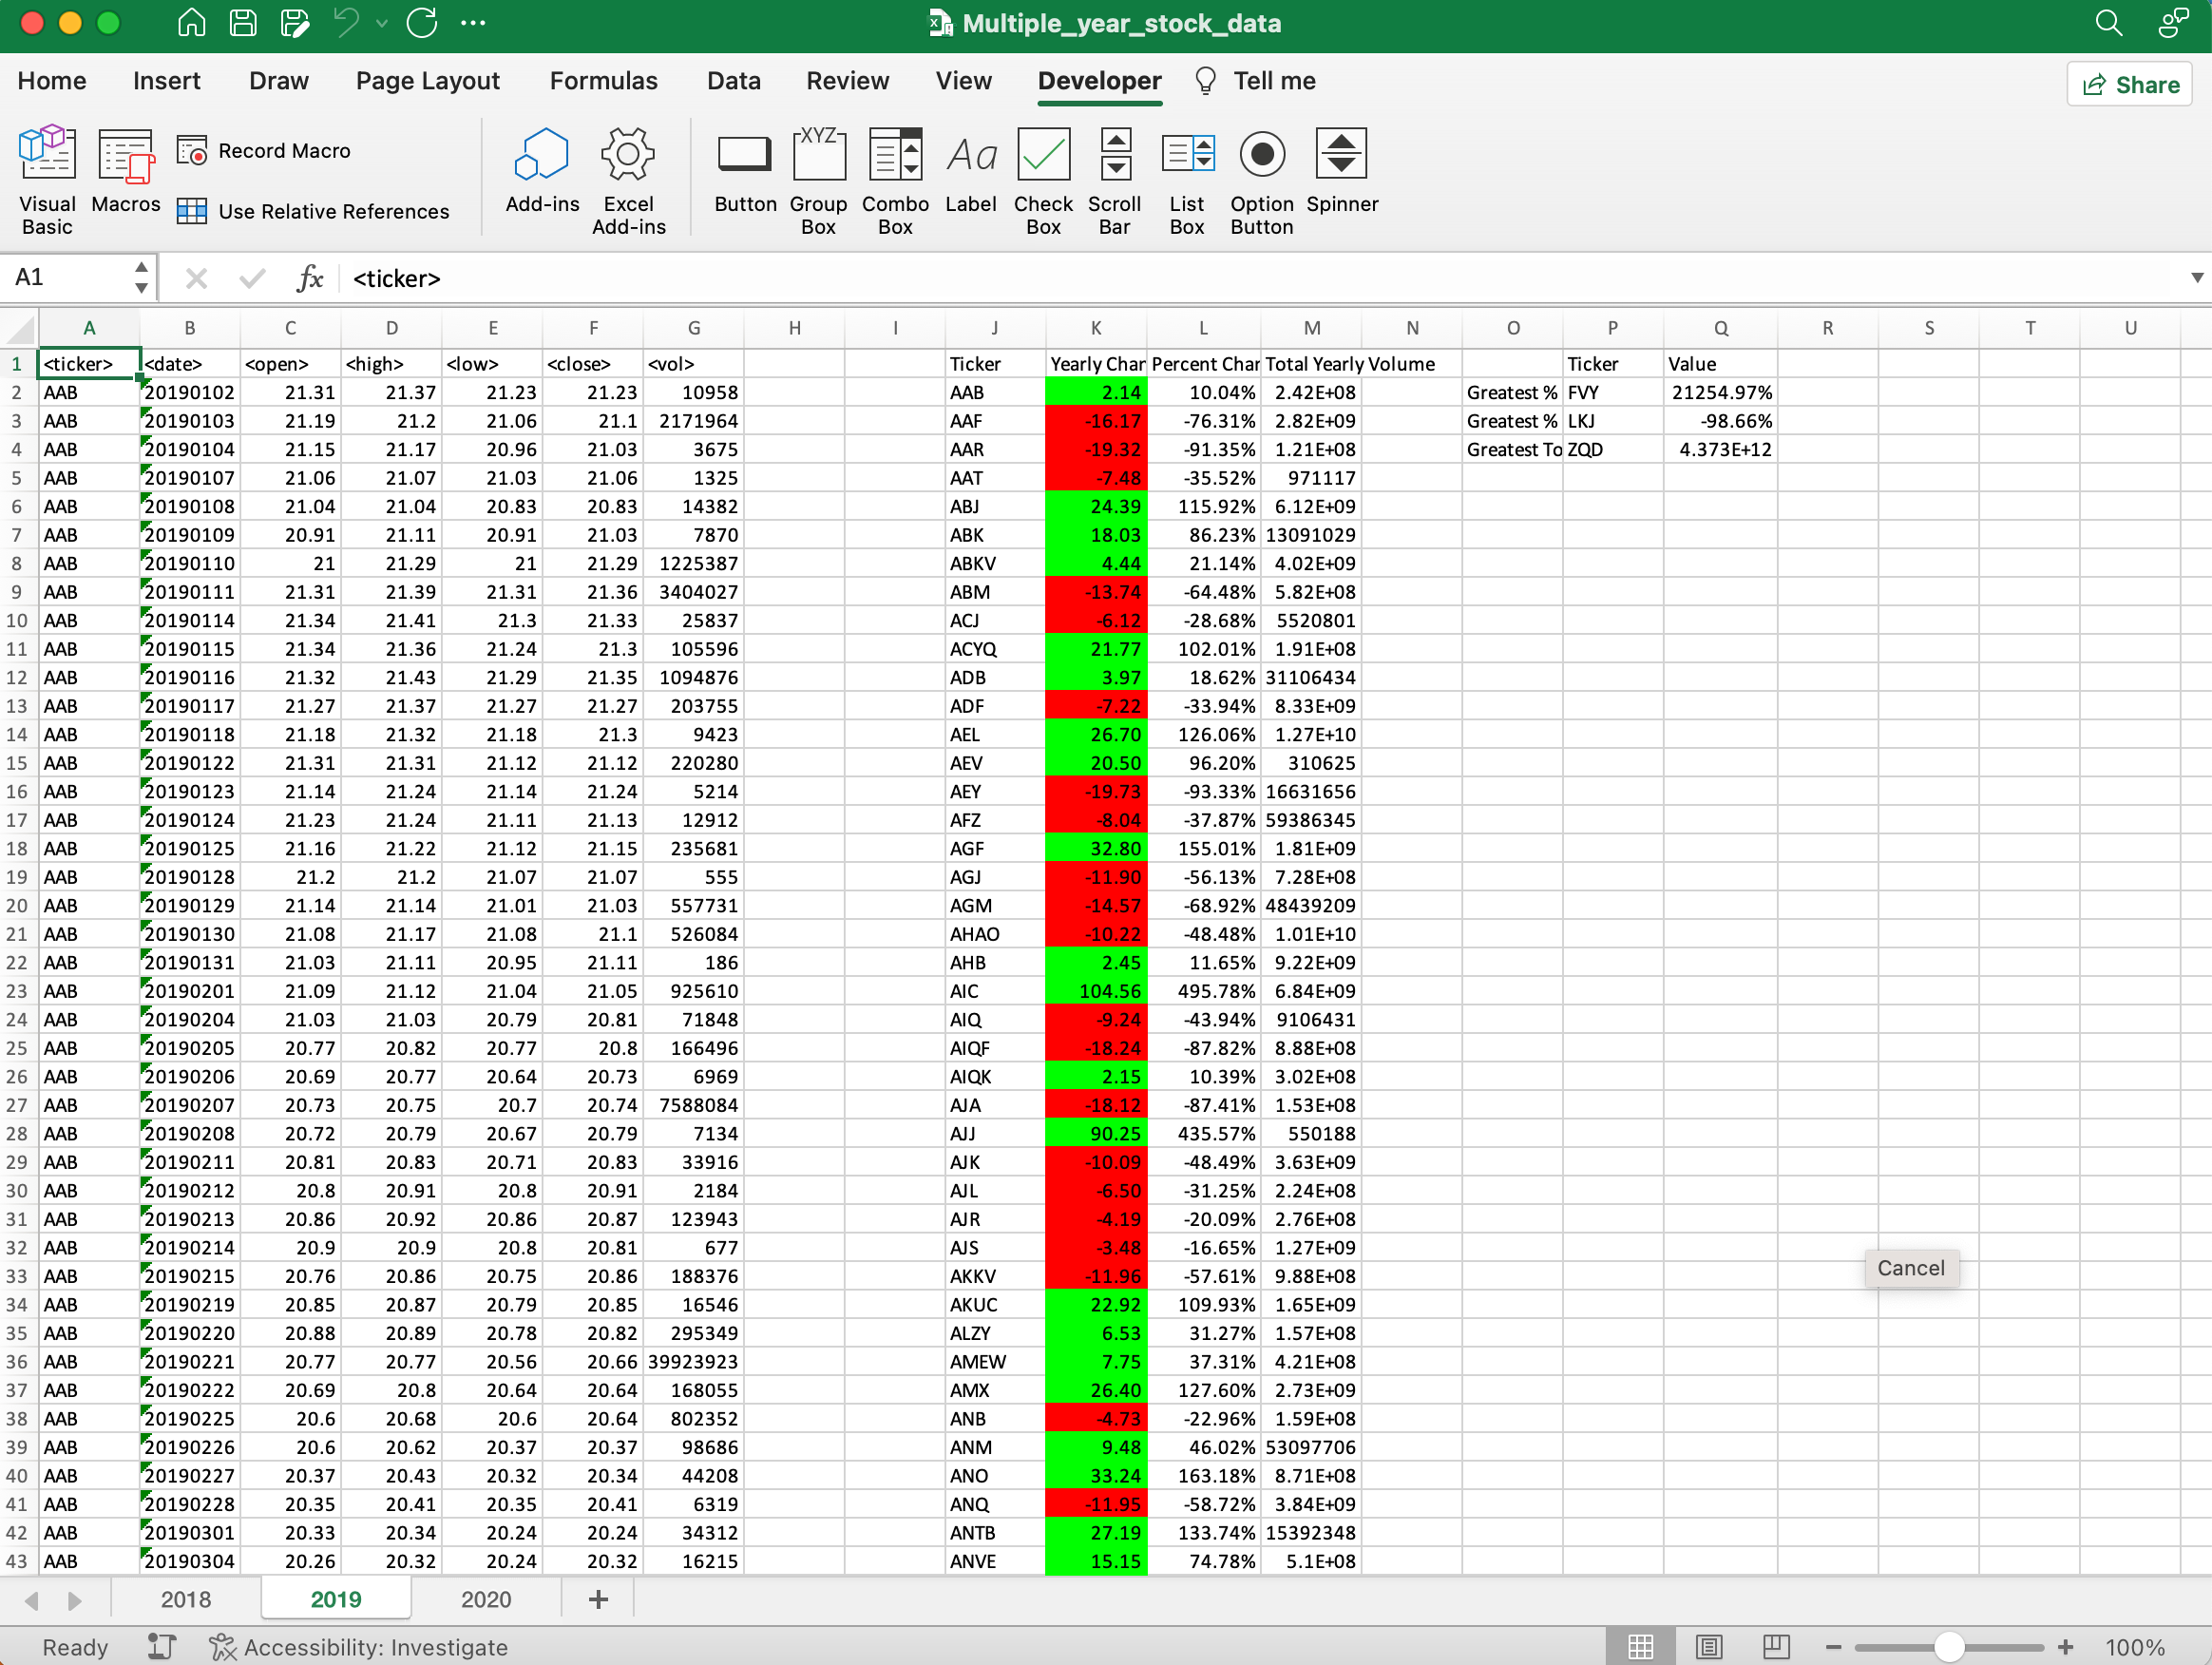 Multiple_year_stock_data
Home Insert Draw Page Layout Formulas Data Review View Developer Tell me Share
Visual Basic Macros Record Macro Use Relative References Add-ins Excel Add-ins Button Group Box Combo Box Label Check Box Scroll Bar List Box Option Button Spinner
A1 fx <ticker>
A B C D E F G H I J K L M N O P Q R S T U
1 <ticker> <date> <open> <high> <low> <close> <vol> Ticker Yearly Char Percent Char Total Yearly Volume Ticker Value
2 AAB 20190102 21.31 21.37 21.23 21.23 10958 AAB 2.14 10.04% 2.42E+08 Greatest % FVY 21254.97%
3 AAB 20190103 21.19 21.2 21.06 21.1 2171964 AAF -16.17 -76.31% 2.82E+09 Greatest % LKJ -98.66%
4 AAB 20190104 21.15 21.17 20.96 21.03 3675 AAR -19.32 -91.35% 1.21E+08 Greatest To ZQD 4.373E+12
5 AAB 20190107 21.06 21.07 21.03 21.06 1325 AAT -7.48 -35.52% 971117
6 AAB 20190108 21.04 21.04 20.83 20.83 14382 ABJ 24.39 115.92% 6.12E+09
7 AAB 20190109 20.91 21.11 20.91 21.03 7870 ABK 18.03 86.23% 13091029
8 AAB 20190110 21 21.29 21 21.29 1225387 ABKV 4.44 21.14% 4.02E+09
9 AAB 20190111 21.31 21.39 21.31 21.36 3404027 ABM -13.74 -64.48% 5.82E+08
10 AAB 20190114 21.34 21.41 21.3 21.33 25837 ACJ -6.12 -28.68% 5520801
11 AAB 20190115 21.34 21.36 21.24 21.3 105596 ACYQ 21.77 102.01% 1.91E+08
12 AAB 20190116 21.32 21.43 21.29 21.35 1094876 ADB 3.97 18.62% 31106434
13 AAB 20190117 21.27 21.37 21.27 21.27 203755 ADF -7.22 -33.94% 8.33E+09
14 AAB 20190118 21.18 21.32 21.18 21.3 9423 AEL 26.70 126.06% 1.27E+10
15 AAB 20190122 21.31 21.31 21.12 21.12 220280 AEV 20.50 96.20% 310625
16 AAB 20190123 21.14 21.24 21.14 21.24 5214 AEY -19.73 -93.33% 16631656
17 AAB 20190124 21.23 21.24 21.11 21.13 12912 AFZ -8.04 -37.87% 59386345
18 AAB 20190125 21.16 21.22 21.12 21.15 235681 AGF 32.80 155.01% 1.81E+09
19 AAB 20190128 21.2 21.2 21.07 21.07 555 AGJ -11.90 -56.13% 7.28E+08
20 AAB 20190129 21.14 21.14 21.01 21.03 557731 AGM -14.57 -68.92% 48439209
21 AAB 20190130 21.08 21.17 21.08 21.1 526084 AHAO -10.22 -48.48% 1.01E+10
22 AAB 20190131 21.03 21.11 20.95 21.11 186 AHB 2.45 11.65% 9.22E+09
23 AAB 20190201 21.09 21.12 21.04 21.05 925610 AIC 104.56 495.78% 6.84E+09
24 AAB 20190204 21.03 21.03 20.79 20.81 71848 AIQ -9.24 -43.94% 9106431
25 AAB 20190205 20.77 20.82 20.77 20.8 166496 AIQF -18.24 -87.82% 8.88E+08
26 AAB 20190206 20.69 20.77 20.64 20.73 6969 AIQK 2.15 10.39% 3.02E+08
27 AAB 20190207 20.73 20.75 20.7 20.74 7588084 AJA -18.12 -87.41% 1.53E+08
28 AAB 20190208 20.72 20.79 20.67 20.79 7134 AJJ 90.25 435.57% 550188
29 AAB 20190211 20.81 20.83 20.71 20.83 33916 AJK -10.09 -48.49% 3.63E+09
30 AAB 20190212 20.8 20.91 20.8 20.91 2184 AJL -6.50 -31.25% 2.24E+08
31 AAB 20190213 20.86 20.92 20.86 20.87 123943 AJR -4.19 -20.09% 2.76E+08
32 AAB 20190214 20.9 20.9 20.8 20.81 677 AJS -3.48 -16.65% 1.27E+09
33 AAB 20190215 20.76 20.86 20.75 20.86 188376 AKKV -11.96 -57.61% 9.88E+08 Cancel
34 AAB 20190219 20.85 20.87 20.79 20.85 16546 AKUC 22.92 109.93% 1.65E+09
35 AAB 20190220 20.88 20.89 20.78 20.82 295349 ALZY 6.53 31.27% 1.57E+08
36 AAB 20190221 20.77 20.77 20.56 20.66 39923923 AMEW 7.75 37.31% 4.21E+08
37 AAB 20190222 20.69 20.8 20.64 20.64 168055 AMX 26.40 127.60% 2.73E+09
38 AAB 20190225 20.6 20.68 20.6 20.64 802352 ANB -4.73 -22.96% 1.59E+08
39 AAB 20190226 20.6 20.62 20.37 20.37 98686 ANM 9.48 46.02% 53097706
40 AAB 20190227 20.37 20.43 20.32 20.34 44208 ANO 33.24 163.18% 8.71E+08
41 AAB 20190228 20.35 20.41 20.35 20.41 6319 ANQ -11.95 -58.72% 3.84E+09
42 AAB 20190301 20.33 20.34 20.24 20.24 34312 ANTB 27.19 133.74% 15392348
43 AAB 20190304 20.26 20.32 20.24 20.32 16215 ANVE 15.15 74.78% 5.1E+08
2018 2019 2020 +
Ready Accessibility: Investigate 100%